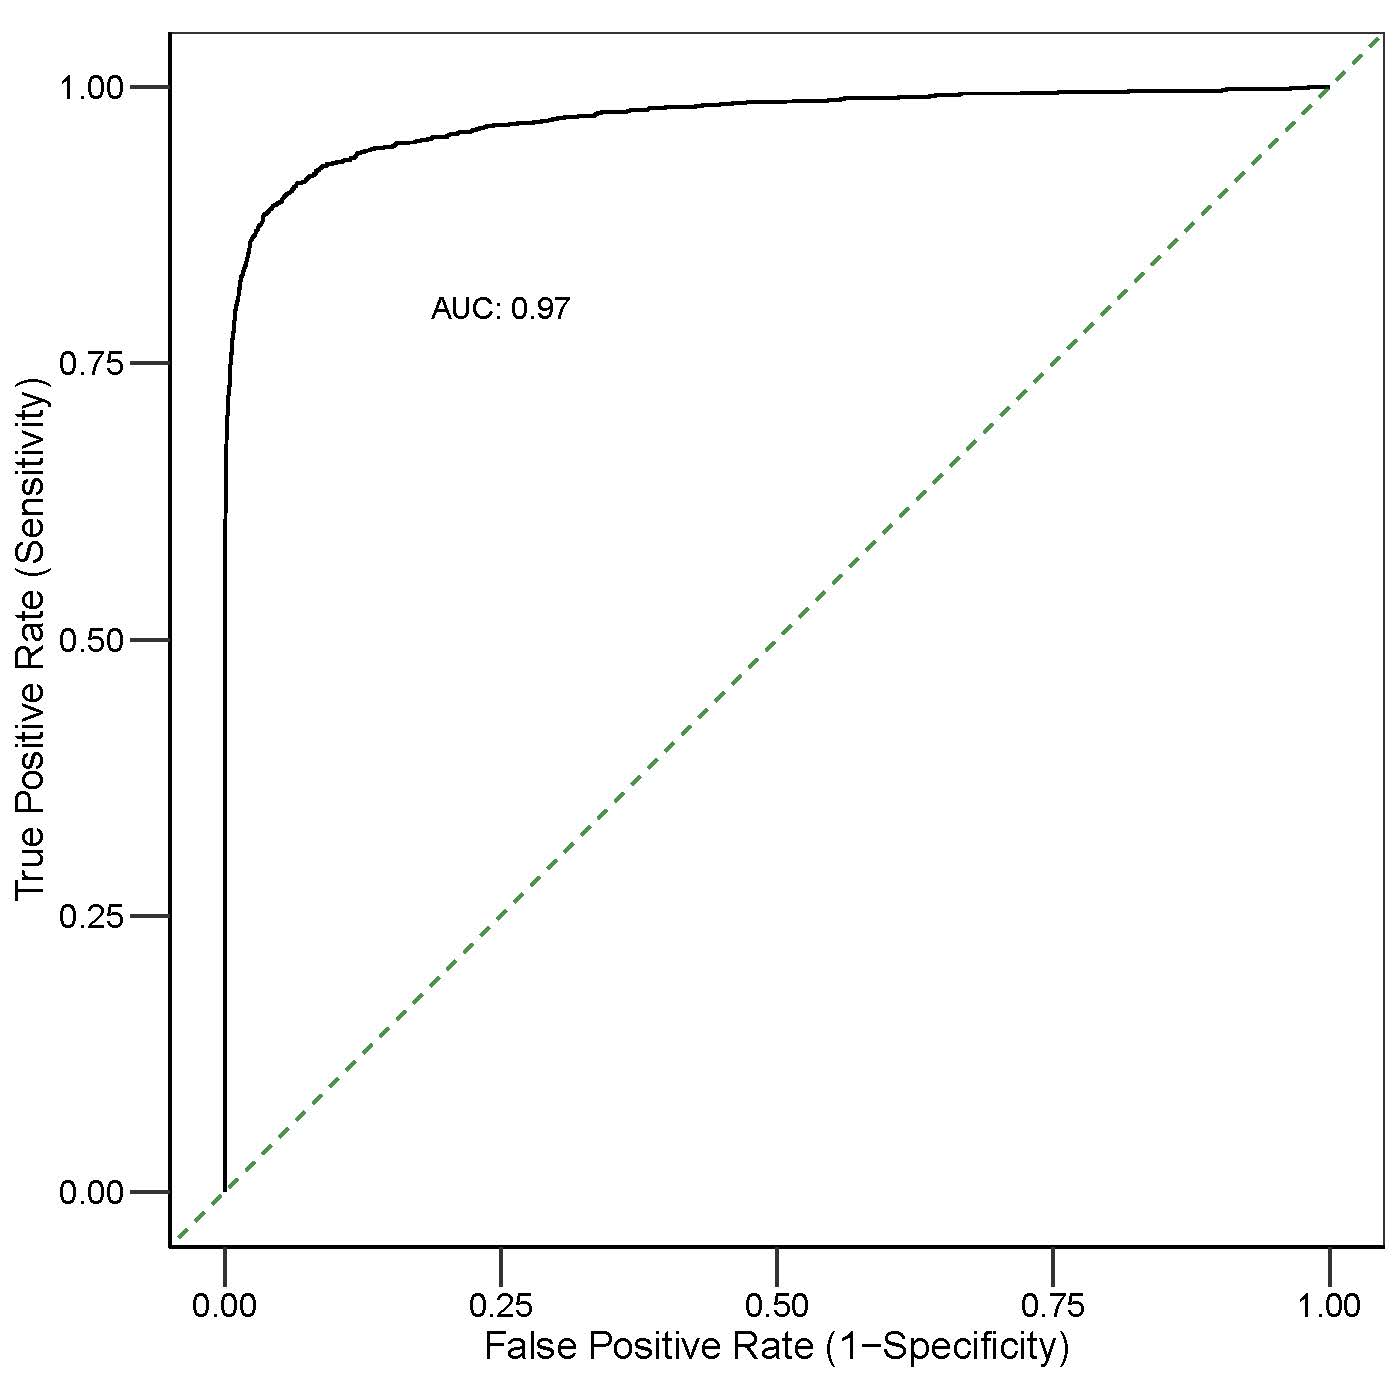 1.00
0.75
0.50
0.25
0.00
True Positive Rate (Sensitivity)
AUC: 0.97
0.00 0.25 0.50 0.75 1.00
False Positive Rate (1−Specificity)